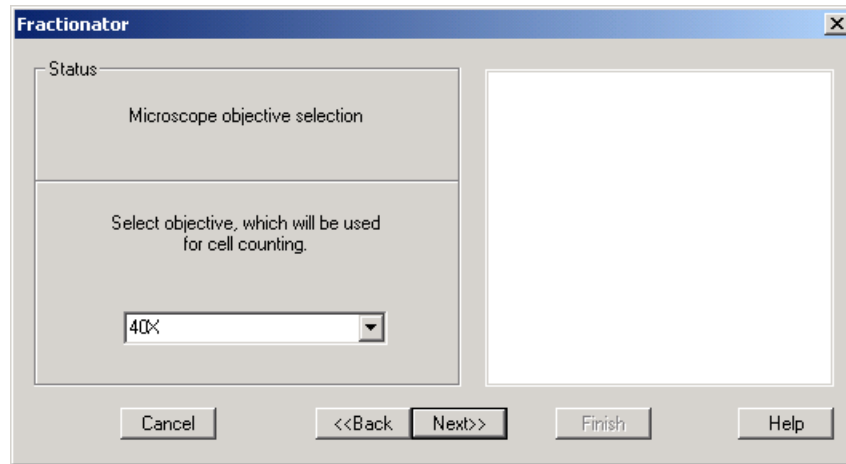 Fractionator
Status
Microscope objective selection
Select objective, which will be used
for cell counting.
40X
Cancel
<<Back
Next>>
Finish
Help